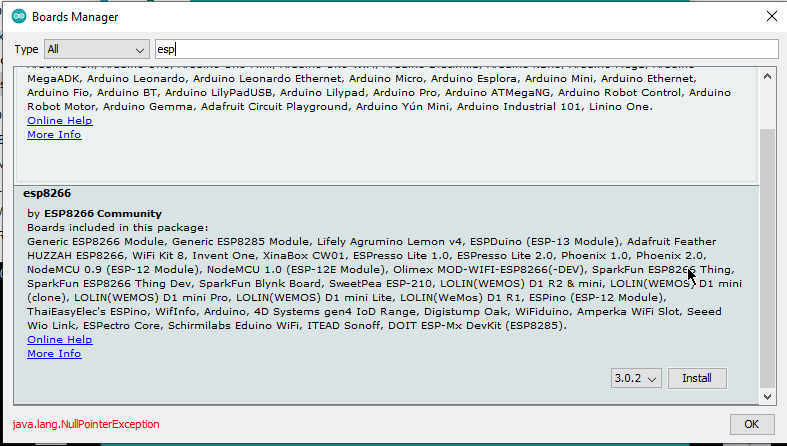 Boards Manager
Type All esp
MegaADK, Arduino Leonardo, Arduino Leonardo Ethernet, Arduino Micro, Arduino Esplora, Arduino Mini, Arduino Ethernet,
Arduino Fio, Arduino BT, Arduino LilyPadUSB, Arduino Lilypad, Arduino Pro, Arduino ATMegaNG, Arduino Robot Control, Arduino
Robot Motor, Arduino Gemma, Adafruit Circuit Playground, Arduino Yún Mini, Arduino Industrial 101, Linino One.
Online Help
More Info
esp8266
by ESP8266 Community
Boards included in this package:
Generic ESP8266 Module, Generic ESP8285 Module, Lifely Agrumino Lemon v4, ESPDuino (ESP-13 Module), Adafruit Feather
HUZZAH ESP8266, WiFi Kit 8, Invent One, XinaBox CW01, ESPresso Lite 1.0, ESPresso Lite 2.0, Phoenix 1.0, Phoenix 2.0,
NodeMCU 0.9 (ESP-12 Module), NodeMCU 1.0 (ESP-12E Module), Olimex MOD-WIFI-ESP8266(-DEV), SparkFun ESP8266 Thing,
SparkFun ESP8266 Thing Dev, SparkFun Blynk Board, SweetPea ESP-210, LOLIN(WEMOS) D1 R2 & mini, LOLIN(WEMOS) D1 mini
(clone), LOLIN(WEMOS) D1 mini Pro, LOLIN(WEMOS) D1 mini Lite, LOLIN(WeMos) D1 R1, ESPino (ESP-12 Module),
ThaiEasyElec's ESPino, WifInfo, Arduino, 4D Systems gen4 IoD Range, Digistump Oak, WiFiduino, Amperka WiFi Slot, Seeed
Wio Link, ESPectro Core, Schirmilabs Eduino WiFi, ITEAD Sonoff, DOIT ESP-Mx DevKit (ESP8285).
Online Help
More Info
3.0.2 Install
java.lang.NullPointerException
OK